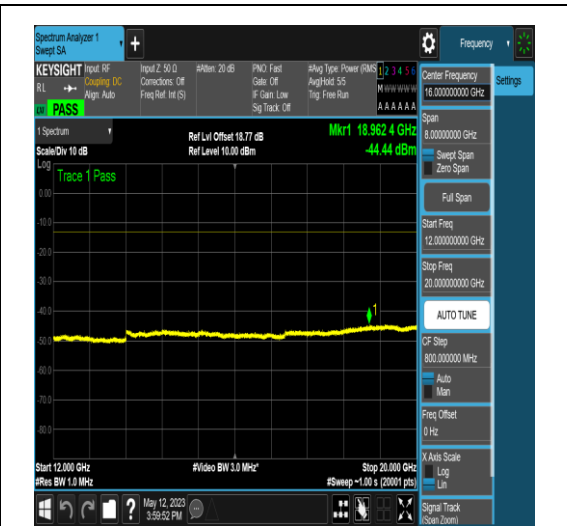 Spectrum Analyzer 1
Swept SA
Frequency
KEYSIGHT
RL
PASS
Input: RF
Coupling: DC
Align: Auto
Input Z: 50 Ω
Corrections: Off
Freq Ref: Int (S)
#Atten: 20 dB
PNO: Fast
Gate: Off
IF Gain: Low
Sig Track: Off
#Avg Type: Power (RMS
Avg|Hold: 5/5
Trig: Free Run
1 2 3 4 5 6
M W W W W W
A A A A A A
1 Spectrum
Scale/Div 10 dB
Ref Lvl Offset 18.77 dB
Ref Level 10.00 dBm
Mkr1 18.962 4 GHz
-44.44 dBm
Log
Trace 1 Pass
0.00
-10.0
-20.0
-30.0
-40.0
-50.0
-60.0
-70.0
-80.0
1
Start 12.000 GHz
#Res BW 1.0 MHz
#Video BW 3.0 MHz*
Stop 20.000 GHz
#Sweep ~1.00 s (20001 pts)
May 12, 2023
3:59:52 PM
Center Frequency
16.000000000 GHz
Settings
Span
8.00000000 GHz
Swept Span
Zero Span
Full Span
Start Freq
12.000000000 GHz
Stop Freq
20.000000000 GHz
AUTO TUNE
CF Step
800.000000 MHz
Auto
Man
Freq Offset
0 Hz
X Axis Scale
Log
Lin
Signal Track
(Span Zoom)